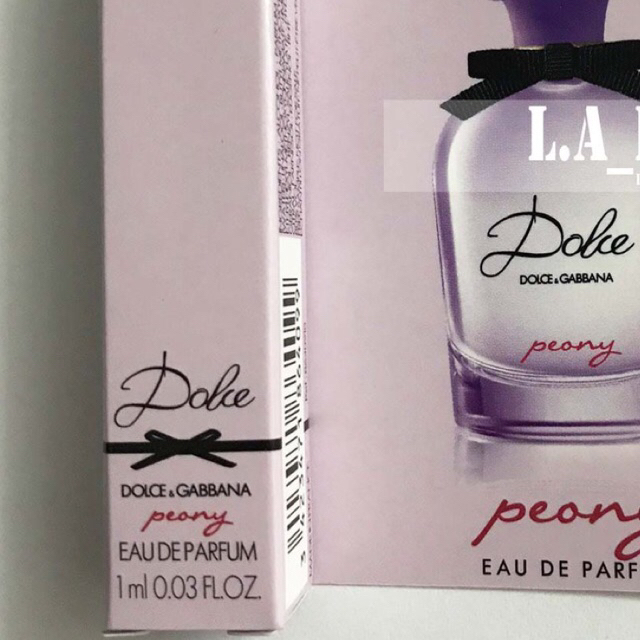 Dolce
DOLCE & GABBANA
peony
EAU DE PARFUM
1 ml 0.03 FL.OZ.
L.A_
Dolce
DOLCE & GABBANA
peony
peony
EAU DE PARF